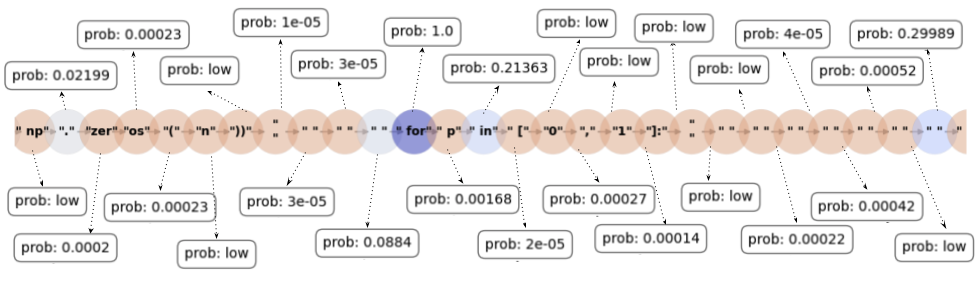 prob: 1e-05
prob: low
prob: low
prob: 0.00023
prob: 1.0
prob: 4e-05
prob: 0.29989
prob: 0.02199
prob: low
prob: 3e-05
prob: 0.21363
prob: low
prob: low
prob: 0.00052
" np" "." "zer" "os" "(" "n" "))" " " " " " " " " " for" " p" " in" " [" "0" "," "1" "]:" " " " " " " " " " " " " " " " " "
prob: low
prob: 0.00023
prob: 3e-05
prob: 0.00168
prob: 0.00027
prob: low
prob: 0.00042
prob: 0.0002
prob: low
prob: 0.0884
prob: 2e-05
prob: 0.00014
prob: 0.00022
prob: low